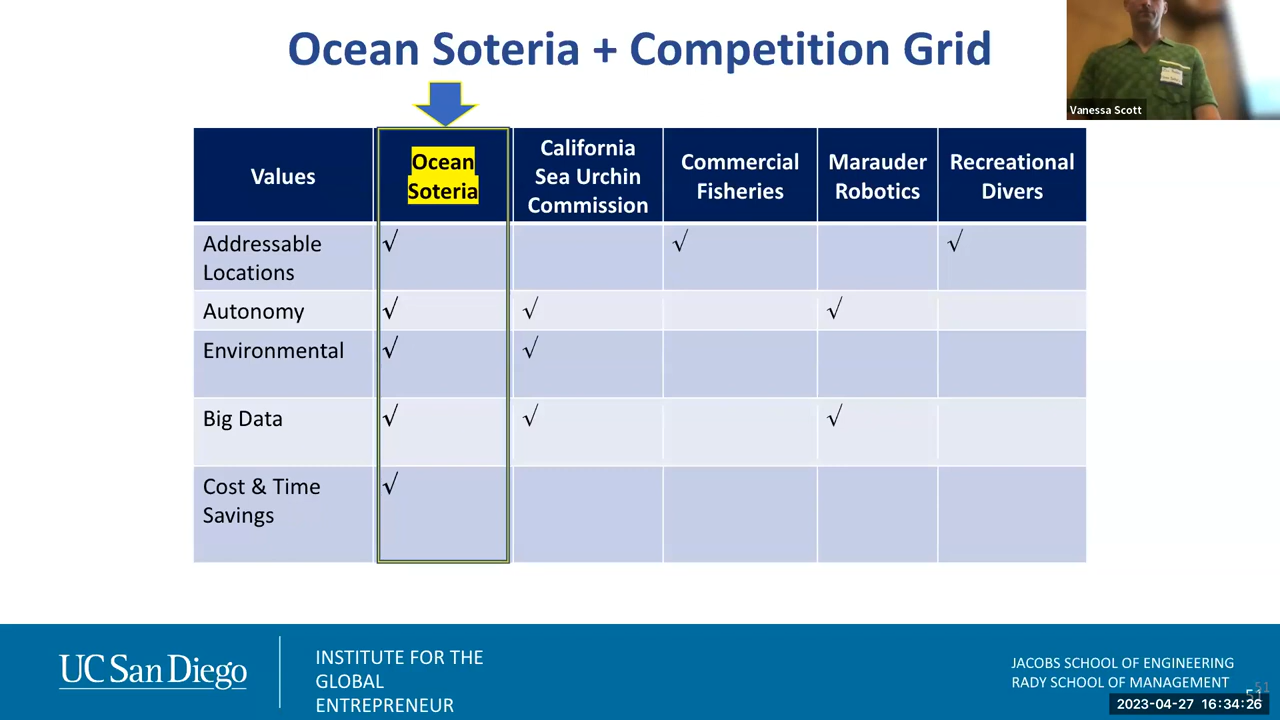 Ocean Soteria + Competition Grid
Vanessa Scott
Values
Ocean
Soteria
California
Sea Urchin
Commission
Commercial
Fisheries
Marauder
Robotics
Recreational
Divers
Addressable
Locations
√ √ √
Autonomy √ √ √
Environmental √ √
Big Data √ √ √
Cost & Time
Savings
√
UC San Diego
INSTITUTE FOR THE
GLOBAL
ENTREPRENEUR
JACOBS SCHOOL OF ENGINEERING
RADY SCHOOL OF MANAGEMENT
51
51
2023-04-27 16:34:26